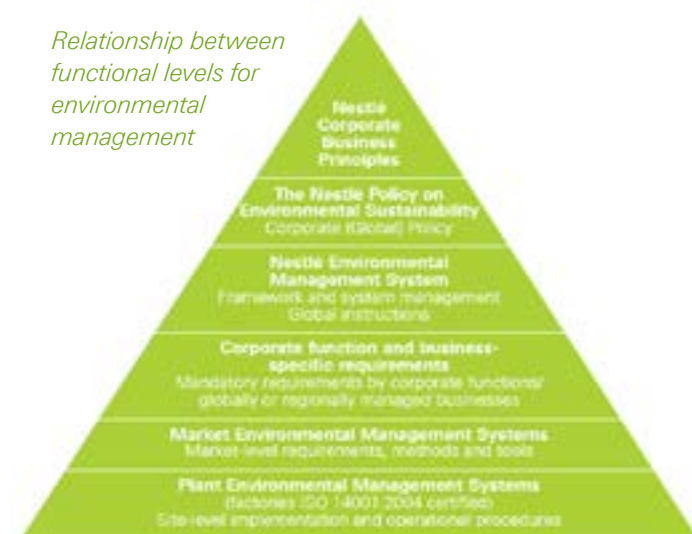 Relationship between
functional levels for
environmental
management
Nestle
Corporate
Business
Principles
The Nestle Policy on
Environmental Sustainability
Corporate (Global) Policy
Nestle Environmental
Management System
Framework and system management
Global instructions
Corporate function and business-
specific requirements
Mandatory requirements by corporate functions/
globally or regionally managed businesses
Market Environmental Management Systems
Market-level requirements, methods and tools
Plant Environmental Management Systems
(factories ISO 14001:2004 certified)
Site-level implementation and operational procedures